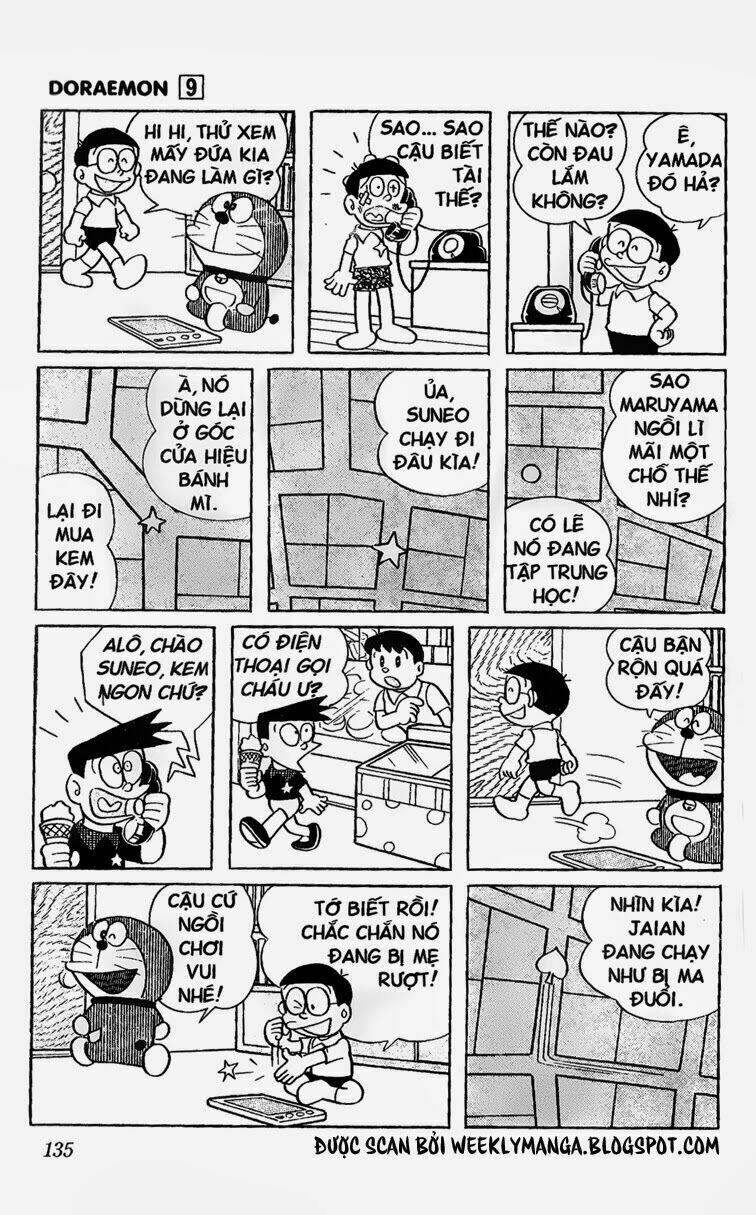 DORAEMON 9
Ê,
YAMADA
ĐÓ HẢ?
THẾ NÀO?
CÒN ĐAU
LẮM
KHÔNG?
SAO... SAO
CẬU BIẾT
TÀI
THẾ?
HI HI, THỬ XEM
MẤY ĐỨA KIA
ĐANG LÀM GÌ?
SAO
MARUYAMA
NGỒI LÌ
MÃI MỘT
CHỔ THẾ
NHỈ?
CÓ LẼ
NÓ ĐANG
TẬP TRUNG
HỌC!
ỦA,
SUNEO
CHẠY ĐI
ĐÂU KÌA!
À, NÓ
DỪNG LẠI
Ở GÓC
CỬA HIỆU
BÁNH
MÌ.
LẠI ĐI
MUA
KEM
ĐÂY!
CẬU BẬN
RỘN QUÁ
ĐẤY!
CÓ ĐIỆN
THOẠI GỌI
CHÁU Ư?
ALÔ, CHÀO
SUNEO, KEM
NGON CHỨ?
NHÌN KÌA!
JAIAN
ĐANG CHẠY
NHƯ BỊ MA
ĐUỔI.
TỚ BIẾT RỒI!
CHẮC CHẮN NÓ
ĐANG BỊ MẸ
RƯỢT!
CẬU CỨ
NGỒI
CHƠI
VUI
NHÉ!
135
ĐƯỢC SCAN BỞI WEEKLYMANGA.BLOGSPOT.COM